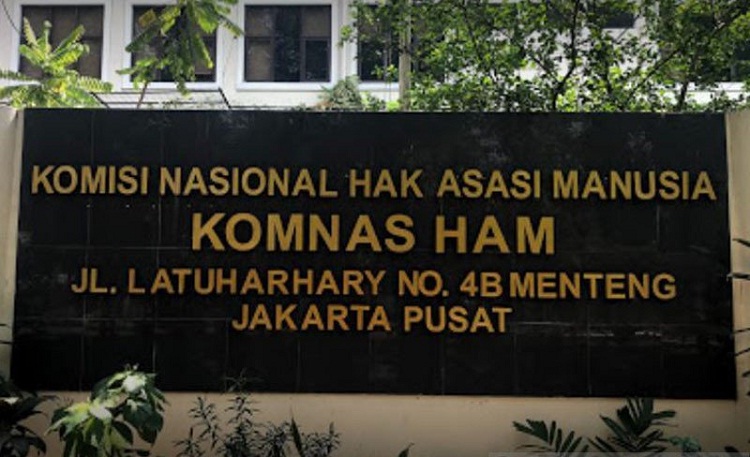 KOMISI NASIONAL HAK ASASI MANUSIA
KOMNAS HAM
JL. LATUHARHARY NO. 4B MENTENG
JAKARTA PUSAT